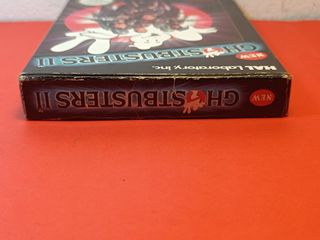 NEW
GHOSTBUSTERS II
HAL Laboratory, Inc.
NEW
GHOSTBUSTERS II